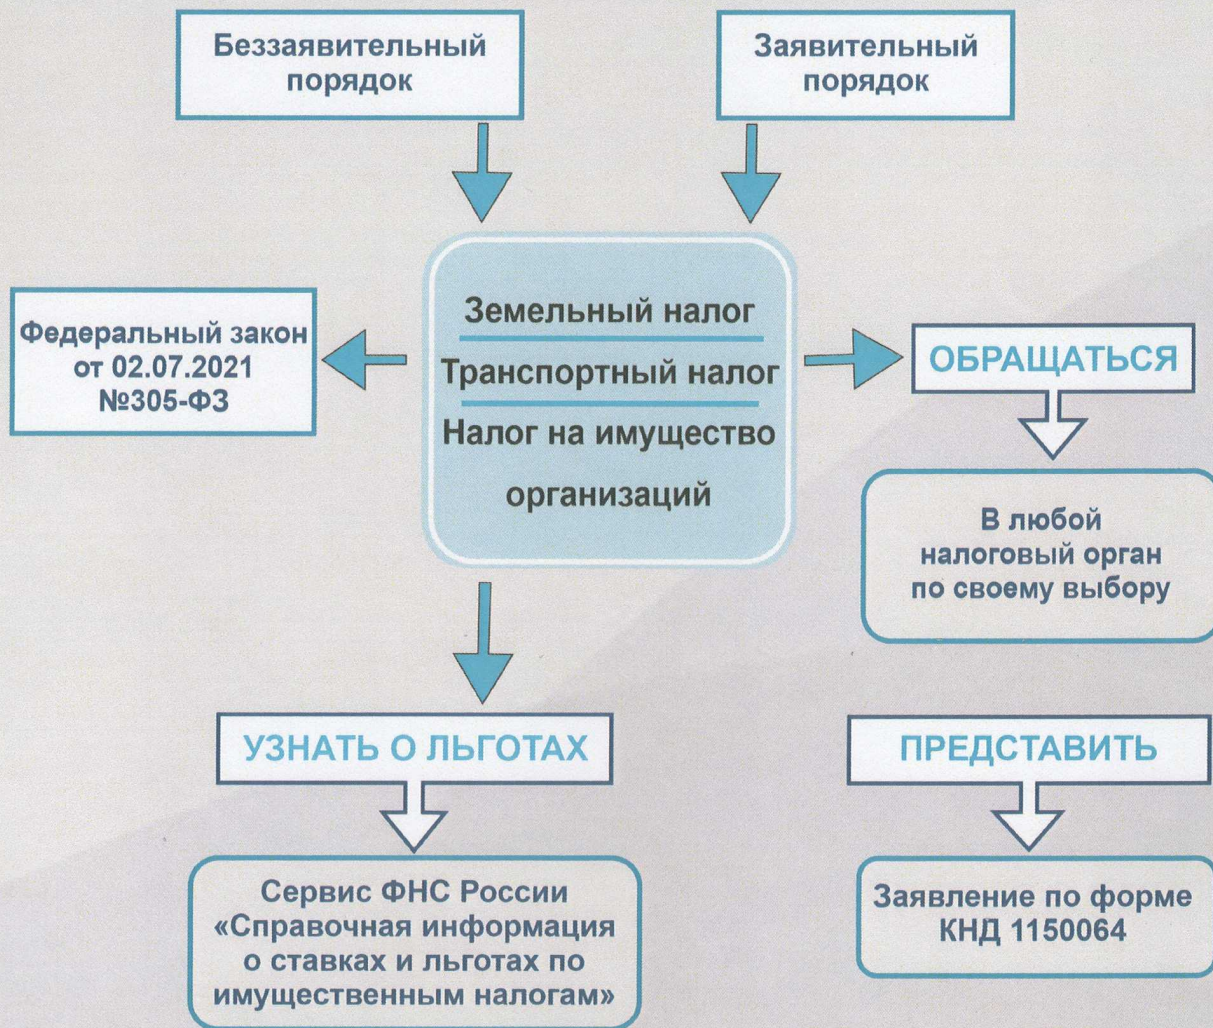 Беззаявительный
порядок
Заявительный
порядок
Земельный налог
Транспортный налог
Налог на имущество
организаций
Федеральный закон
от 02.07.2021
№305-ФЗ
ОБРАЩАТЬСЯ
В любой
налоговый орган
по своему выбору
УЗНАТЬ О ЛЬГОТАХ
Сервис ФНС России
«Справочная информация
о ставках и льготах по
имущественным налогам»
ПРЕДСТАВИТЬ
Заявление по форме
КНД 1150064